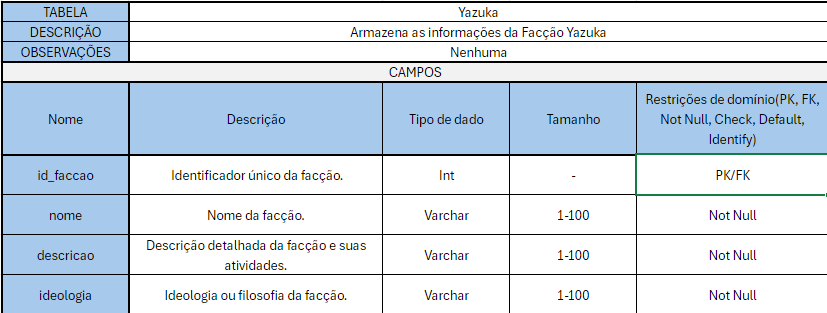 TABELA Yazuka
DESCRIÇÃO Armazena as informações da Facção Yazuka
OBSERVAÇÕES Nenhuma
CAMPOS
Nome Descrição Tipo de dado Tamanho Restrições de domínio(PK, FK,
Not Null, Check, Default,
Identify)
id_faccao Identificador único da facção. Int - PK/FK
nome Nome da facção. Varchar 1-100 Not Null
descricao Descrição detalhada da facção e suas
atividades. Varchar 1-100 Not Null
ideologia Ideologia ou filosofia da facção. Varchar 1-100 Not Null